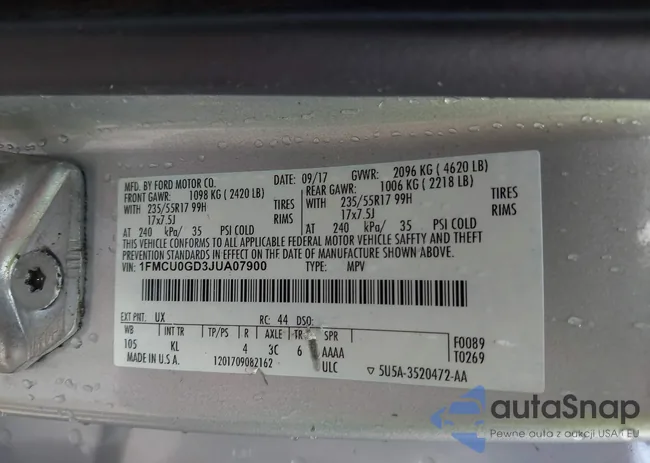 MFD. BY FORD MOTOR CO. DATE: 09/17 GVWR: 2096 KG ( 4620 LB)
FRONT GAWR: 1098 KG ( 2420 LB) REAR GAWR: 1006 KG ( 2218 LB)
WITH 235/55R17 99H TIRES WITH 235/55R17 99H TIRES
17x7.5J RIMS 17x7.5J RIMS
AT 240 kPa/ 35 PSI COLD AT 240 kPa/ 35 PSI COLD
CONFORMS TO ALL APPLICABLE FEDERAL MOTOR VEHICLE SAFFTY AND THEFT
PREVENTION STANDARDS IN EFFECT ON THE DATE OF MANUFACTURE SHOWN ABOVE.
VIN: 1FMCU0GD3JUA07900 TYPE: MPV
EXT PNT: UX RC: 44 DSO:
WB INT TR TP/PS R AXLE TR SPR F0089
105 KL 4 3C 6 AAAA T0269
MADE IN U.S.A. 1201709082162 ULC 5U5A-3520472-AA
autaSnap
Pewne auta z aukcji USA i EU